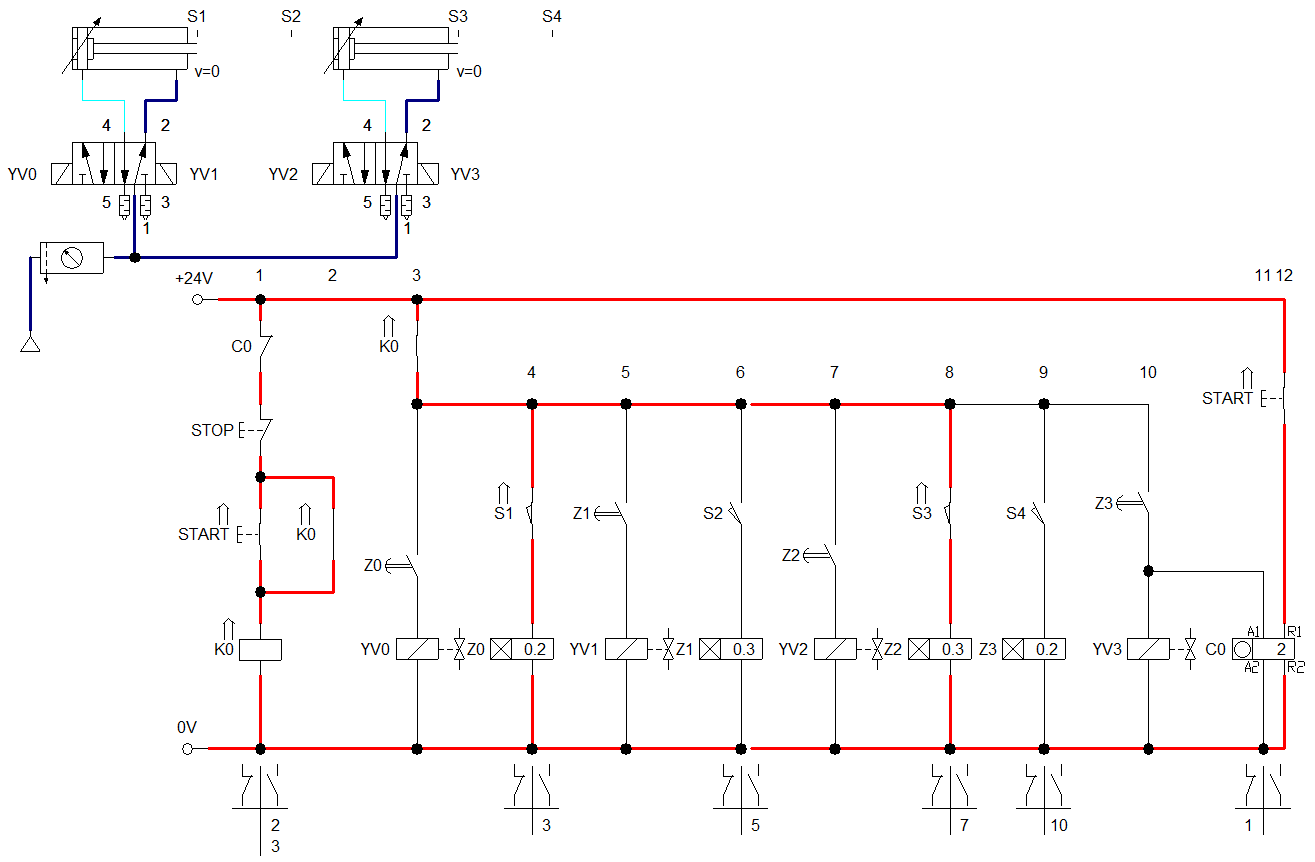 S1 S2 S3 S4
v=0 v=0
4 2 4 2
YV0 YV1 YV2 YV3
5 3 5 3
1 1
+24V 1 2 3 11 12
C0 K0
4 5 6 7 8 9 10
START
STOP
S1 Z1 S2 S3 S4 Z3
START K0
Z0 Z2
A1 R1
K0 YV0 Z0 0.2 YV1 Z1 0.3 YV2 Z2 0.3 Z3 0.2 YV3 C0 2
A2 R2
0V
2 3 5 7 10 1
3